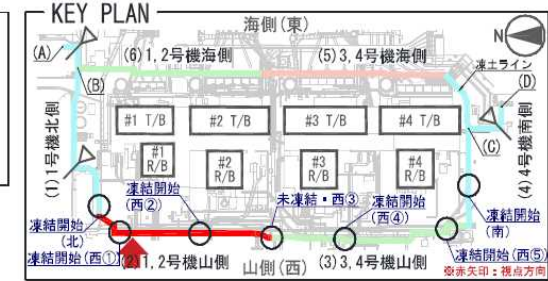 KEY PLAN
海側(東)
N
(A)
(6)1,2号機海側
(5)3,4号機海側
凍土ライン
(B)
(D)
#1 T/B
#2 T/B
#3 T/B
#4 T/B
(C)
(1)1号機北側
(4)4号機南側
#1
R/B
#2
R/B
#3
R/B
#4
R/B
凍結開始
(西②)
未凍結・西③
凍結開始
(西④)
凍結開始
(北)
凍結開始
(南)
凍結開始(西①)
(2)1,2号機山側
山側(西)
(3)3,4号機山側
凍結開始(西⑤)
※赤矢印:視点方向